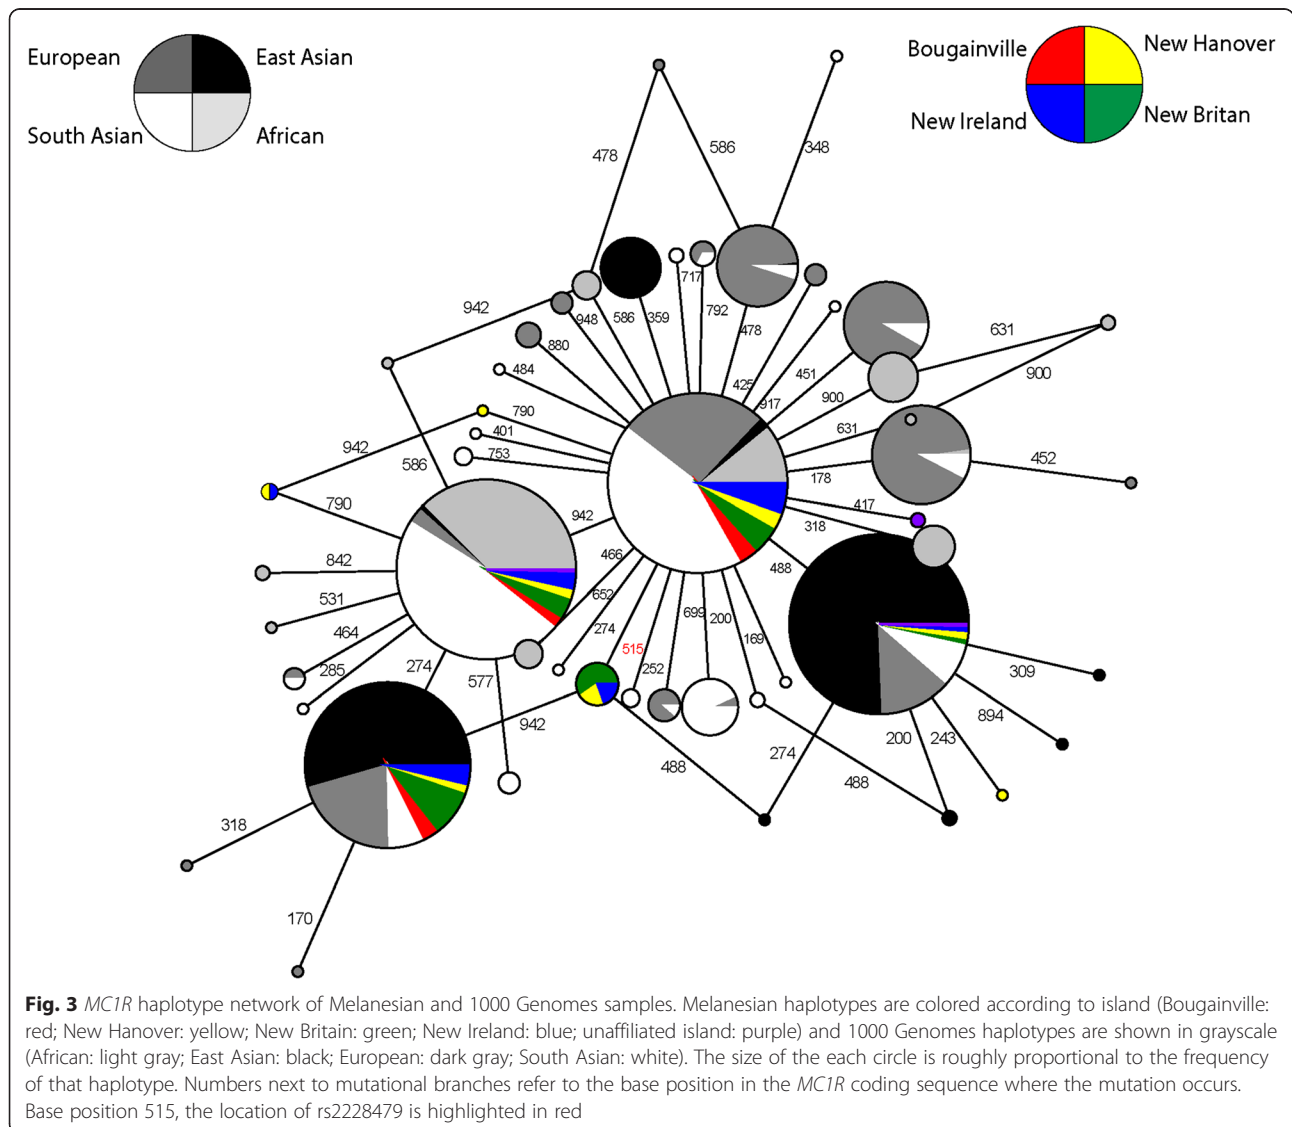 European East Asian
South Asian African
Bougainville New Hanover
New Ireland New Britan
478 586 348
942 948 586 359 717 792 478
880 425 451 631
484 917 900 900
790 401 753 631
942 586 178 452
790 942 417
318
842 466 488
531 652
464 274 515 699 200 169
285 274 577 252 309
942 894
488 274 200 243
488
318
170
Fig. 3 MC1R haplotype network of Melanesian and 1000 Genomes samples. Melanesian haplotypes are colored according to island (Bougainville:
red; New Hanover: yellow; New Britain: green; New Ireland: blue; unaffiliated island: purple) and 1000 Genomes haplotypes are shown in grayscale
(African: light gray; East Asian: black; European: dark gray; South Asian: white). The size of the each circle is roughly proportional to the frequency
of that haplotype. Numbers next to mutational branches refer to the base position in the MC1R coding sequence where the mutation occurs.
Base position 515, the location of rs2228479 is highlighted in red